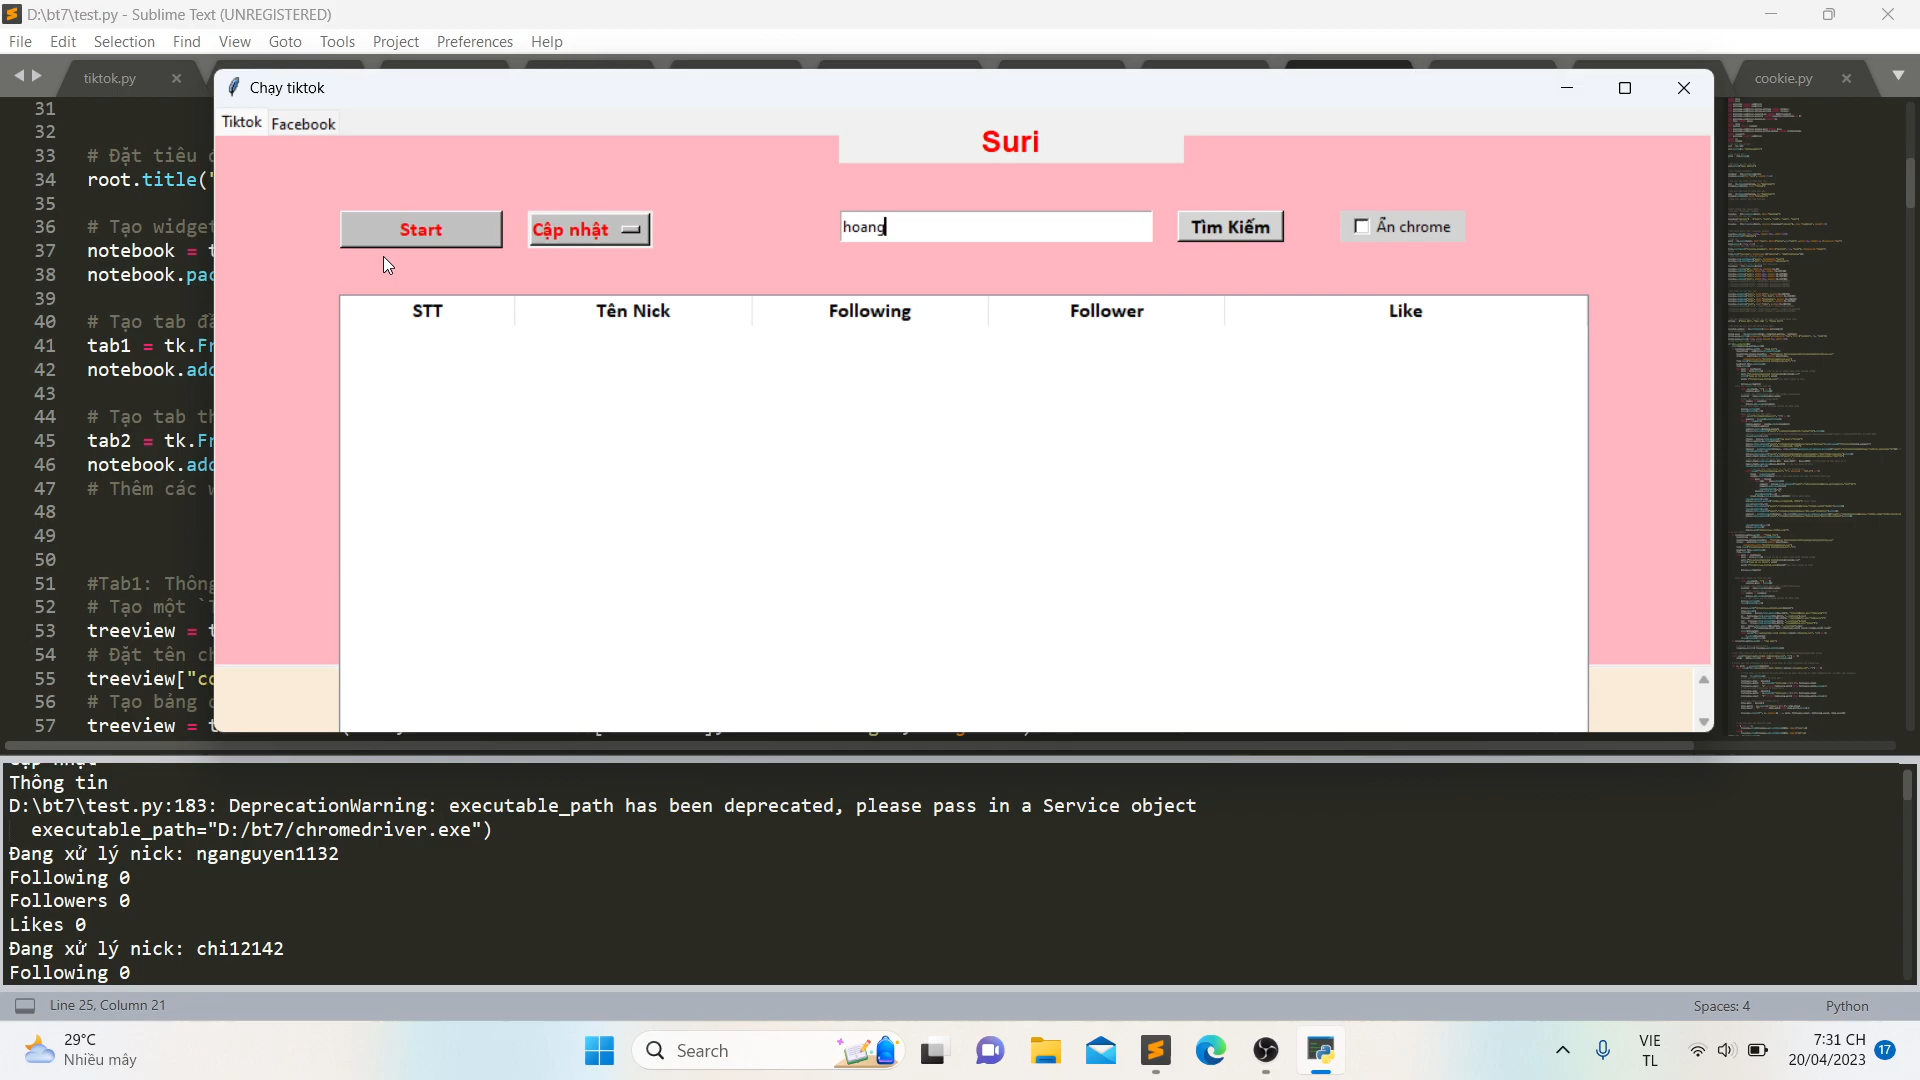 D:\bt7\test.py - Sublime Text (UNREGISTERED)
File Edit Selection Find View Goto Tools Project Preferences Help
tiktok.py
cookie.py
Chạy tiktok
Tiktok Facebook
Suri
Start Cập nhật hoang Tìm Kiếm Ẩn chrome
STT Tên Nick Following Follower Like
31
32
33 # Đặt tiêu
34 root.title("
35
36 # Tạo widget
37 notebook =
38 notebook.pac
39
40 # Tạo tab
41 tab1 = tk.Fr
42 notebook.add
43
44 # Tạo tab th
45 tab2 = tk.Fr
46 notebook.add
47 # Thêm các
48
49
50
51 #Tab1: Thông
52 # Tạo một `
53 treeview =
54 # Đặt tên
55 treeview["co
56 # Tạo bảng
57 treeview =
Thông tin
D:\bt7\test.py:183: DeprecationWarning: executable_path has been deprecated, please pass in a Service object
executable_path="D:/bt7/chromedriver.exe")
Đang xử lý nick: nganguyen1132
Following 0
Followers 0
Likes 0
Đang xử lý nick: chi12142
Following 0
Line 25, Column 21 Spaces: 4 Python
29°C
Nhiều mây
Search
VIE
TL
7:31 CH
20/04/2023
17